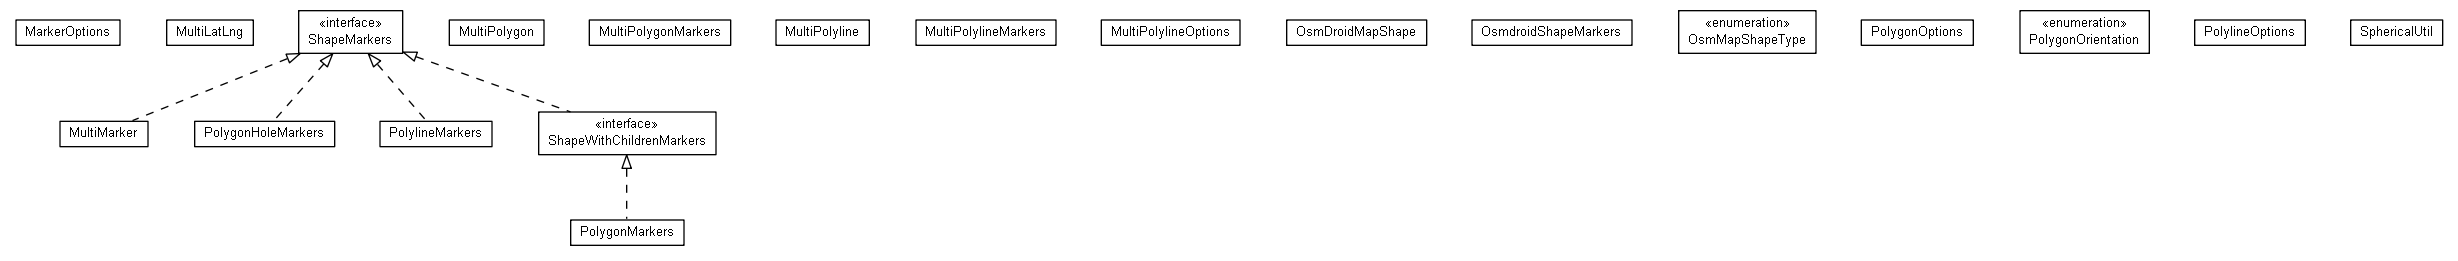 MarkerOptions
MultiLatLng
«interface»
ShapeMarkers
MultiPolygon
MultiPolygonMarkers
MultiPolyline
MultiPolylineMarkers
MultiPolylineOptions
OsmDroidMapShape
OsmdroidShapeMarkers
«enumeration»
OsmMapShapeType
PolygonOptions
«enumeration»
PolygonOrientation
PolylineOptions
SphericalUtil
MultiMarker
PolygonHoleMarkers
PolylineMarkers
«interface»
ShapeWithChildrenMarkers
PolygonMarkers